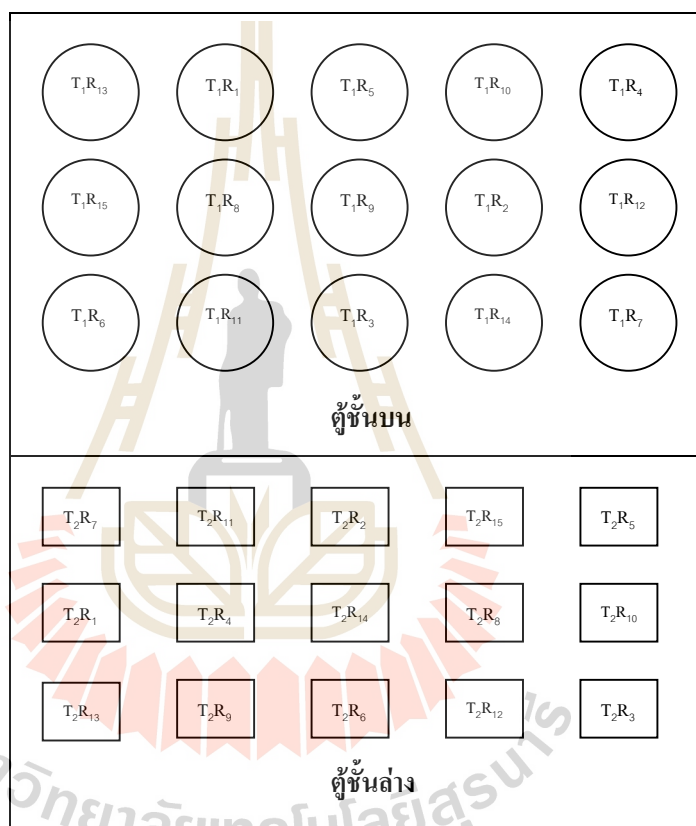 T₁R₁₃ T₁R₁ T₁R₅ T₁R₁₀ T₁R₄
T₁R₁₅ T₁R₈ T₁R₉ T₁R₂ T₁R₁₂
T₁R₆ T₁R₁₁ T₁R₃ T₁R₁₄ T₁R₇
ตู้ชั้นบน
T₂R₇ T₂R₁₁ T₂R₂ T₂R₁₅ T₂R₅
T₂R₁ T₂R₄ T₂R₁₄ T₂R₈ T₂R₁₀
T₂R₁₃ T₂R₉ T₂R₆ T₂R₁₂ T₂R₃
ตู้ชั้นล่าง